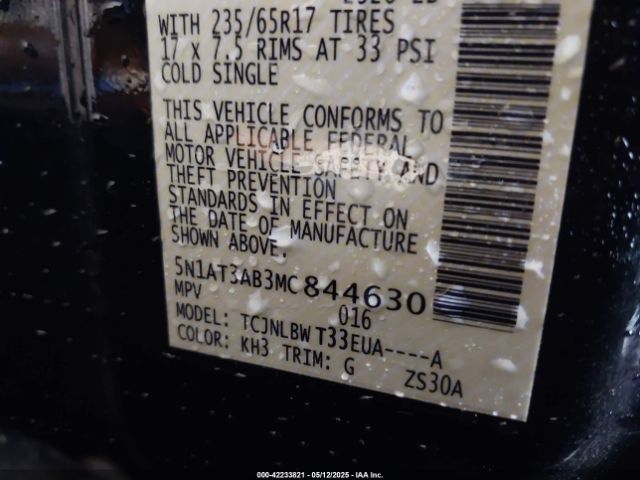 WITH 235/65R17 TIRES
17 x 7.5 RIMS AT 33 PSI
COLD SINGLE
THIS VEHICLE CONFORMS TO
ALL APPLICABLE FEDERAL
MOTOR VEHICLE SAFETY AND
THEFT PREVENTION
STANDARDS IN EFFECT ON
THE DATE OF MANUFACTURE
SHOWN ABOVE.
5N1AT3AB3MC844630
MPV 016
MODEL: TCJNLBW T33EUA----A
COLOR: KH3 TRIM: G ZS30A
000-42233821 - 05/12/2025 - IAA Inc.